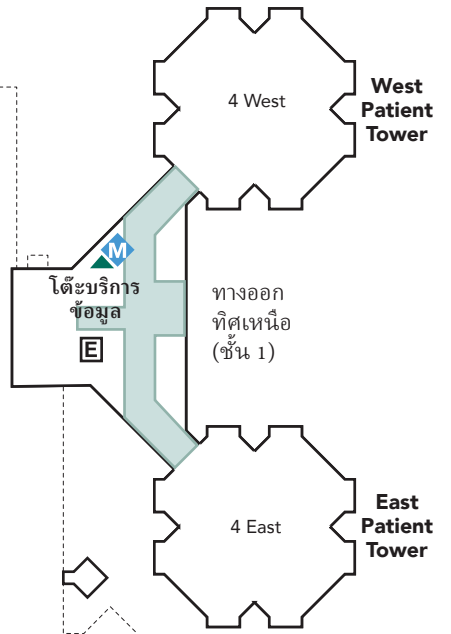 4 West
West
Patient
Tower
M
โต๊ะบริการ
ข้อมูล
E
ทางออก
ทิศเหนือ
(ชั้น 1)
4 East
East
Patient
Tower